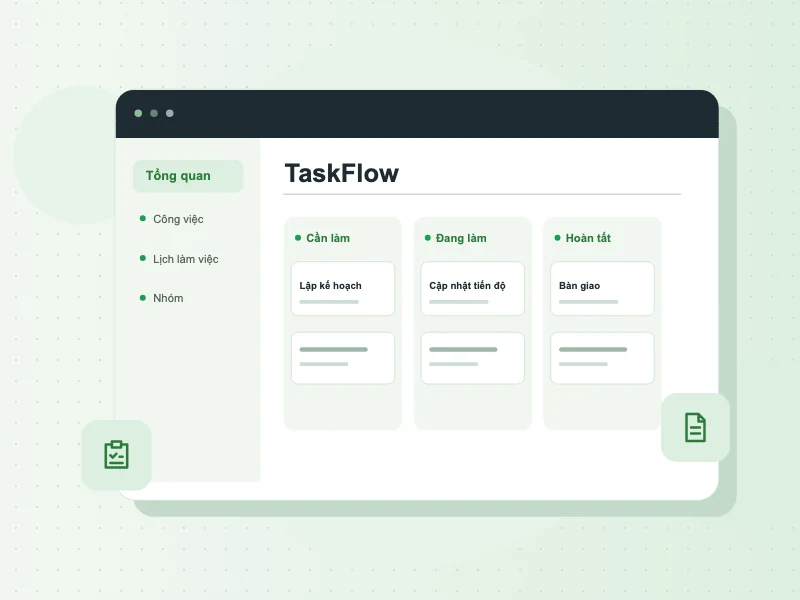 Tổng quan
Công việc
Lịch làm việc
Nhóm
TaskFlow
Cần làm
Lập kế hoạch
Đang làm
Cập nhật tiến độ
Hoàn tất
Bàn giao